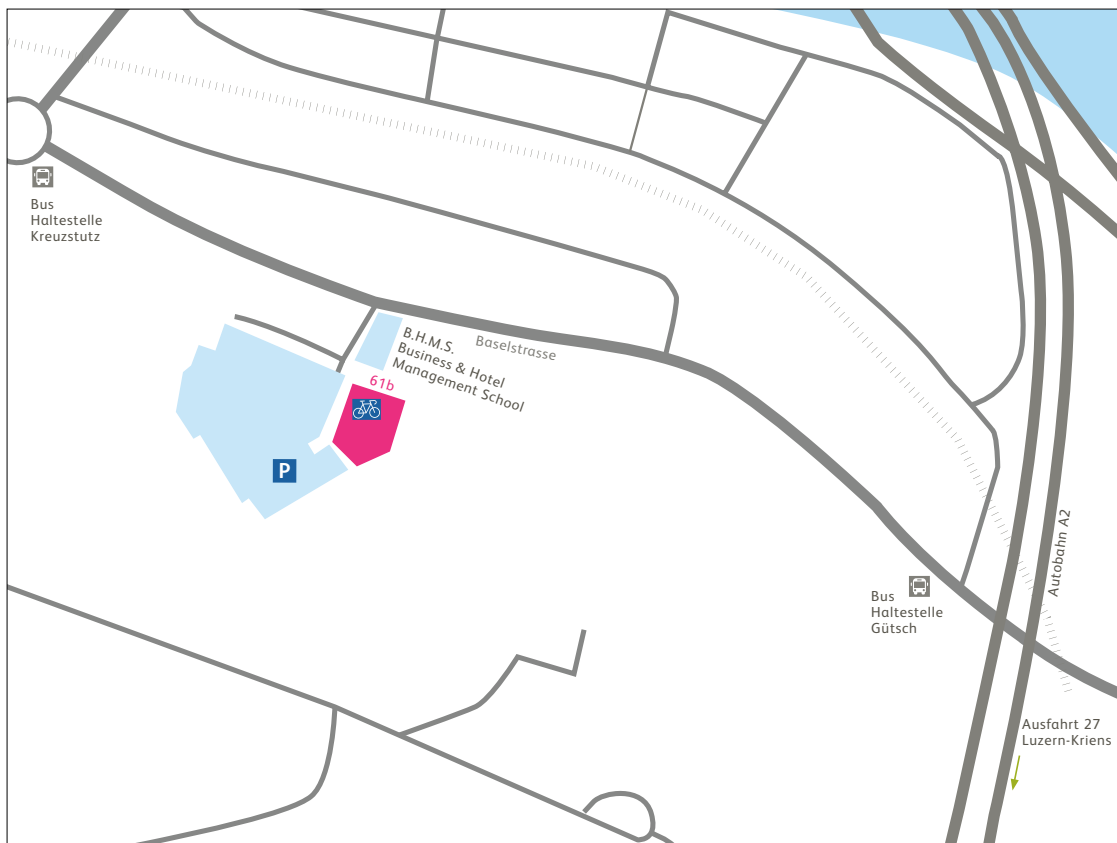 Bus
Haltestelle
Kreuzstutz
B.H.M.S.
Business & Hotel
Management School
Baselstrasse
61b
P
Bus
Haltestelle
Gütsch
Autobahn A2
Ausfahrt 27
Luzern-Kriens